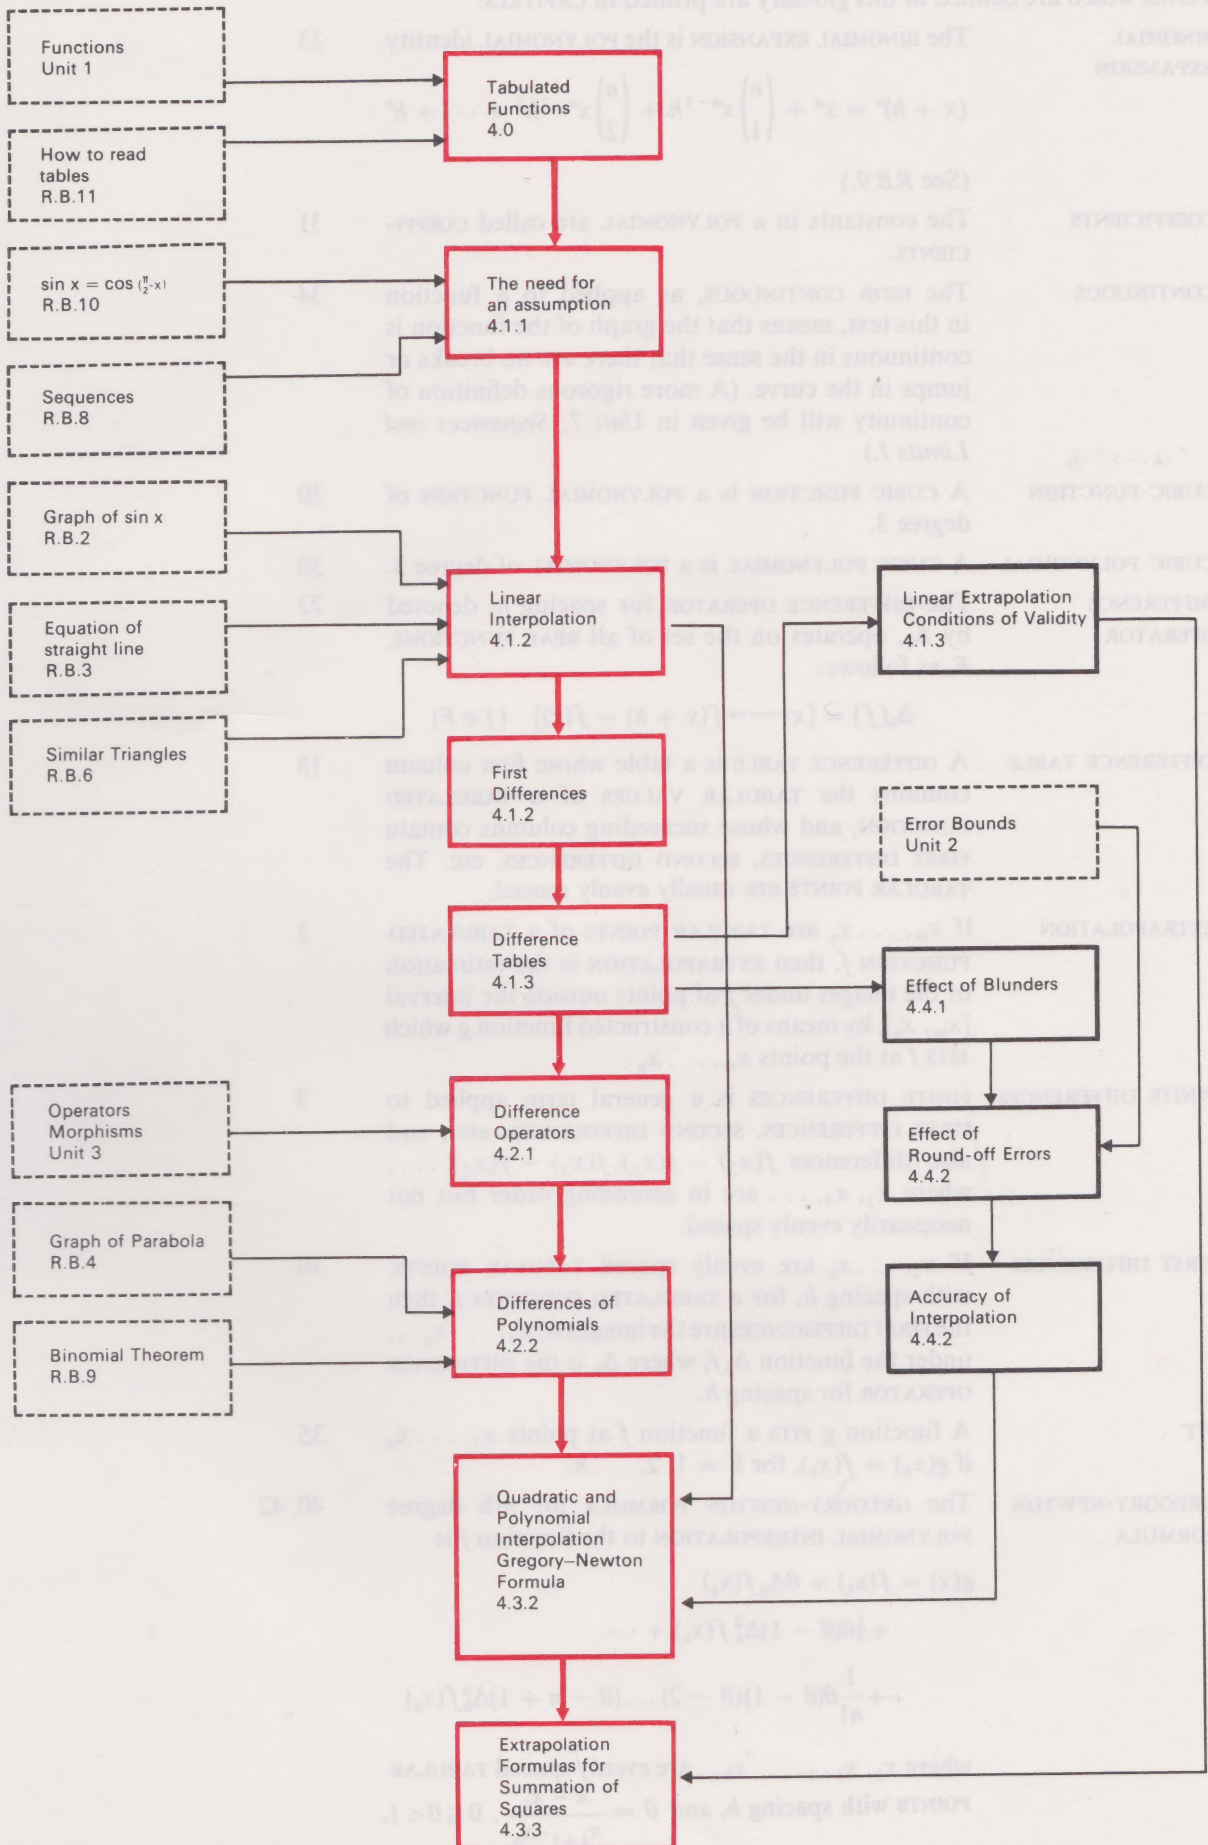 Functions
Unit 1
How to read
tables
R.B.11
sin x = cos (π/2-x)
R.B.10
Sequences
R.B.8
Graph of sin x
R.B.2
Equation of
straight line
R.B.3
Similar Triangles
R.B.6
Operators
Morphisms
Unit 3
Graph of Parabola
R.B.4
Binomial Theorem
R.B.9
Tabulated
Functions
4.0
The need for
an assumption
4.1.1
Linear
Interpolation
4.1.2
First
Differences
4.1.2
Difference
Tables
4.1.3
Difference
Operators
4.2.1
Differences of
Polynomials
4.2.2
Quadratic and
Polynomial
Interpolation
Gregory–Newton
Formula
4.3.2
Extrapolation
Formulas for
Summation of
Squares
4.3.3
Linear Extrapolation
Conditions of Validity
4.1.3
Error Bounds
Unit 2
Effect of Blunders
4.4.1
Effect of
Round-off Errors
4.4.2
Accuracy of
Interpolation
4.4.2